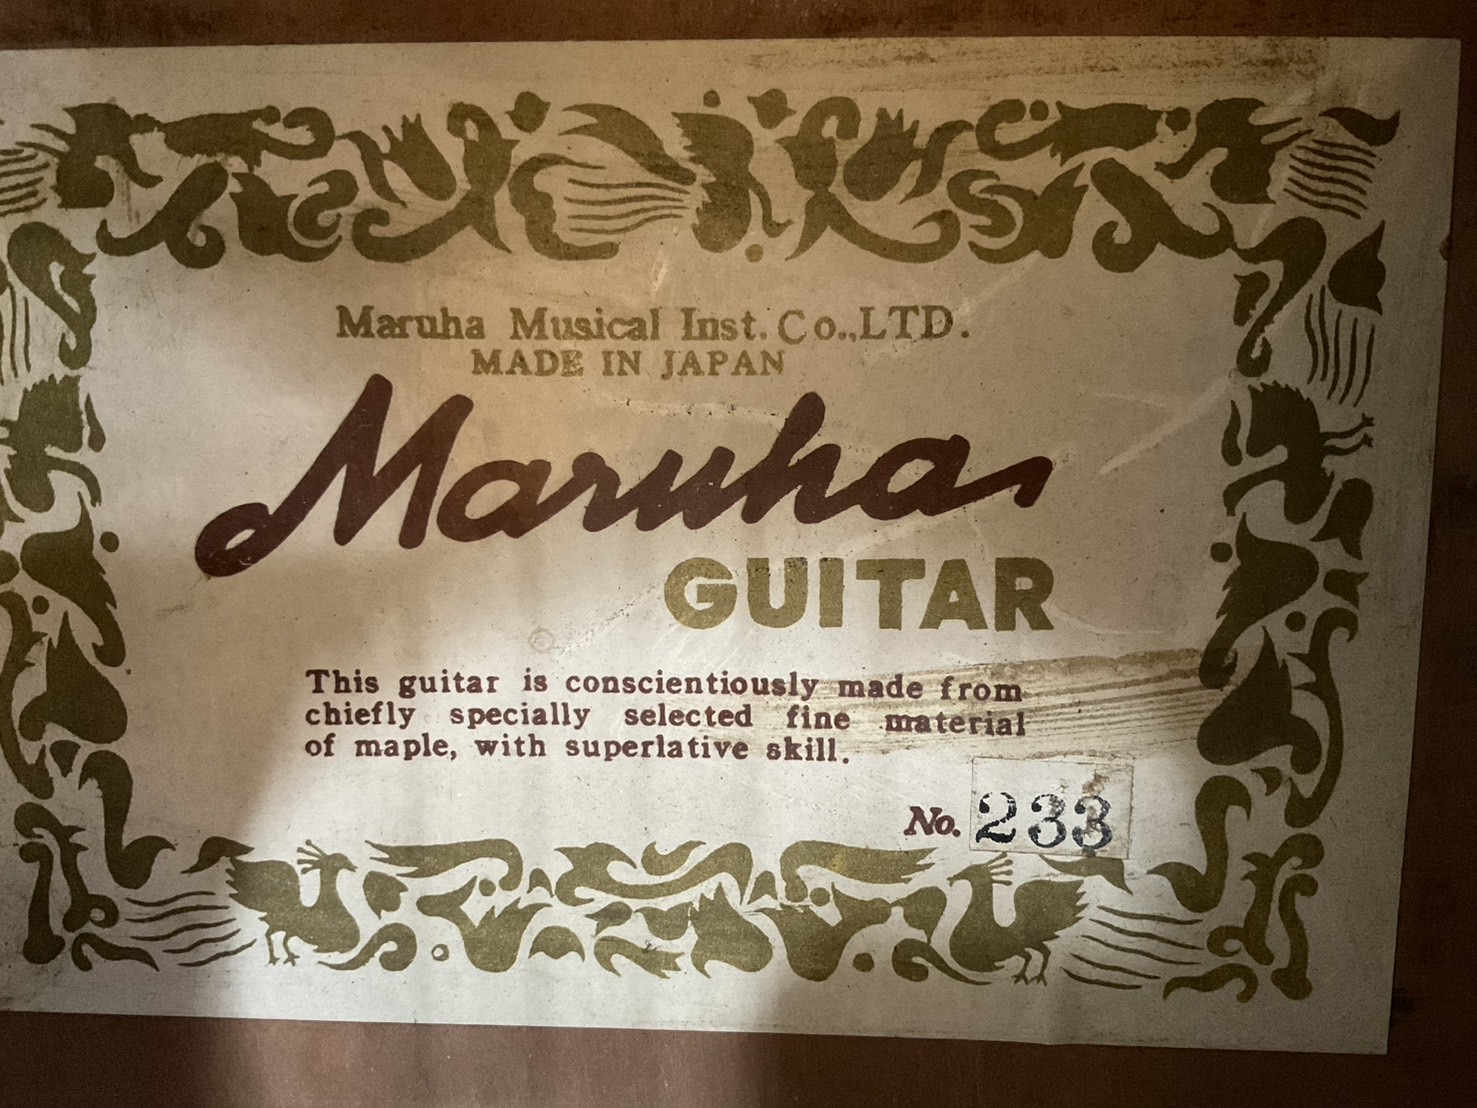 Maruha Musical Inst. Co.,LTD.
MADE IN JAPAN
Maruha
GUITAR
This guitar is conscientiously made from
chiefly specially selected fine material
of maple, with superlative skill.
No. 233